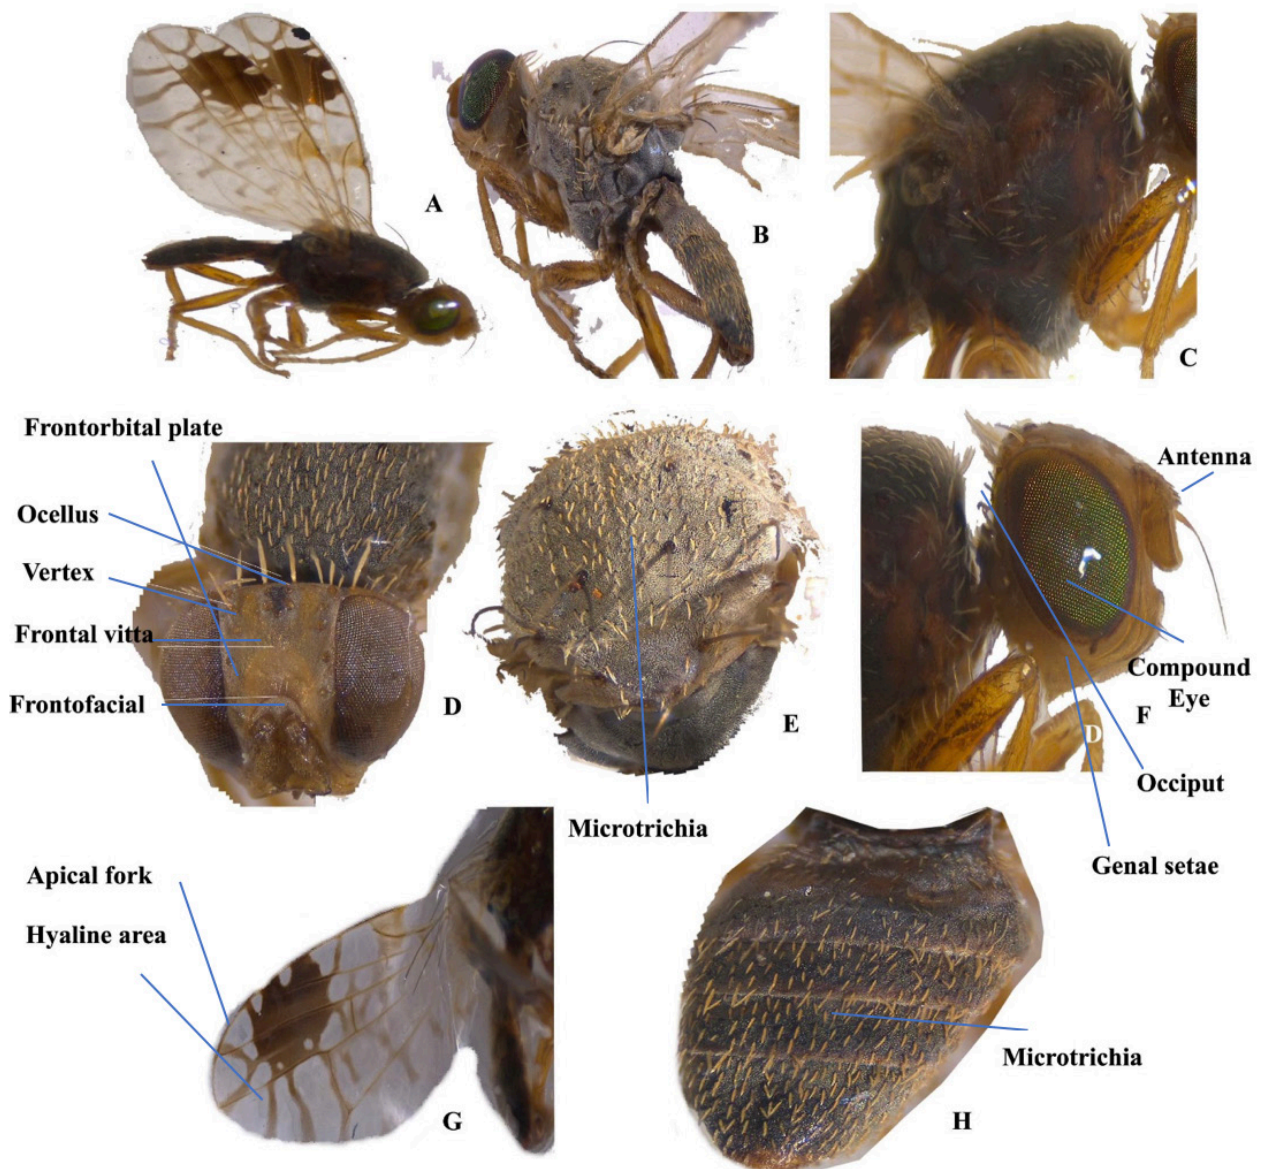 A
B
C
Frontorbital plate
Ocellus
Vertex
Frontal vitta
Frontofacial
D
E
Microtrichia
Antenna
Compound
Eye
F
D
Occiput
Genal setae
Apical fork
Hyaline area
G
Microtrichia
H